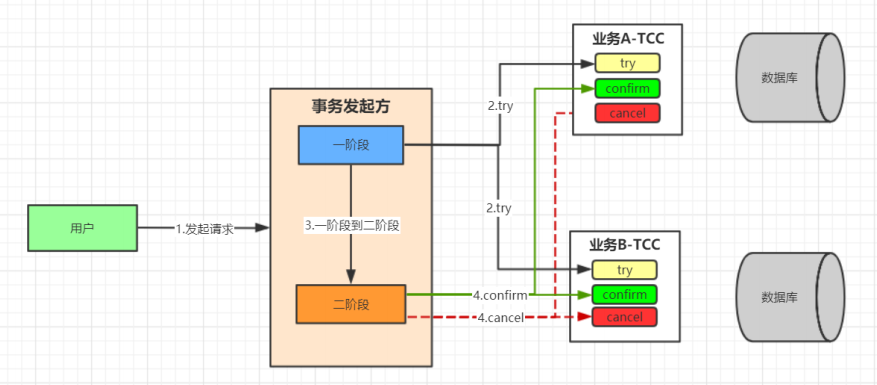 用户
1.发起请求
事务发起方
一阶段
3.一阶段到二阶段
二阶段
2.try
2.try
4.confirm
4.cancel
业务A-TCC
try
confirm
cancel
数据库
业务B-TCC
try
confirm
cancel
数据库